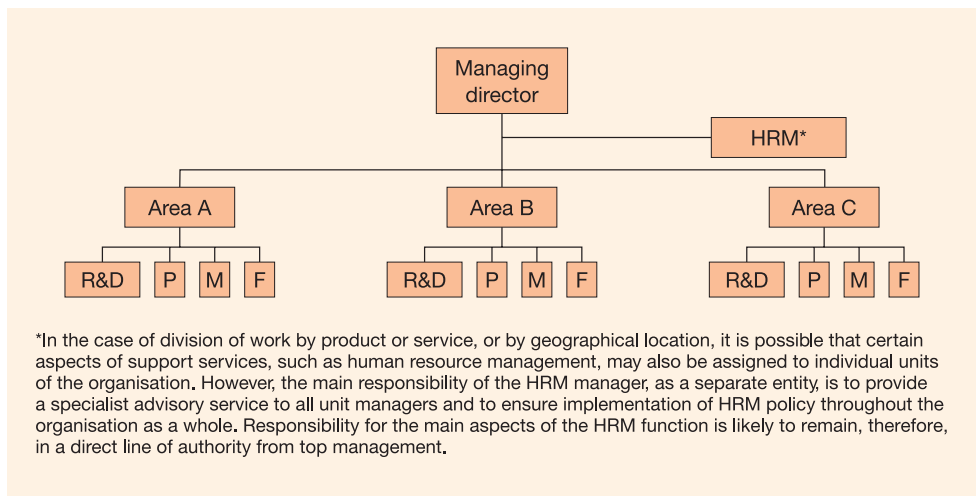 Managing
director
HRM*
Area A
Area B
Area C
R&D P M F
R&D P M F
R&D P M F
*In the case of division of work by product or service, or by geographical location, it is possible that certain
aspects of support services, such as human resource management, may also be assigned to individual units
of the organisation. However, the main responsibility of the HRM manager, as a separate entity, is to provide
a specialist advisory service to all unit managers and to ensure implementation of HRM policy throughout the
organisation as a whole. Responsibility for the main aspects of the HRM function is likely to remain, therefore,
in a direct line of authority from top management.